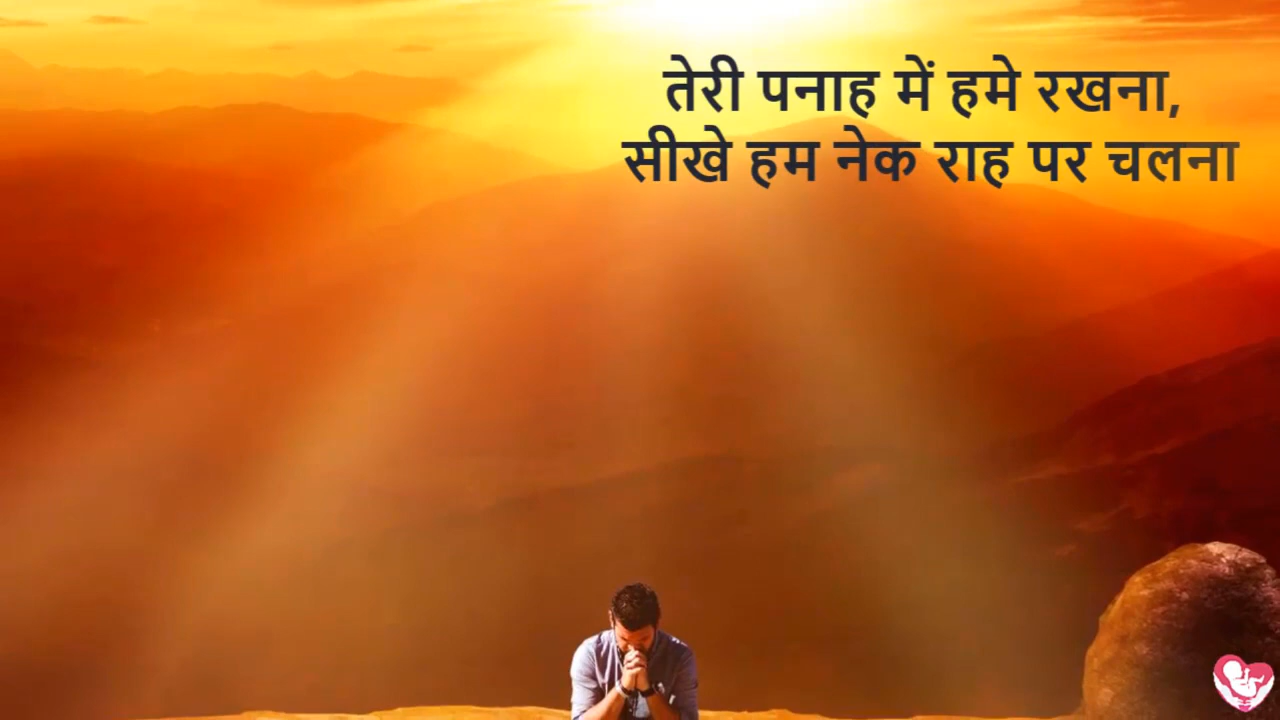 तेरी पनाह में हमे रखना,
सीखे हम नेक राह पर चलना